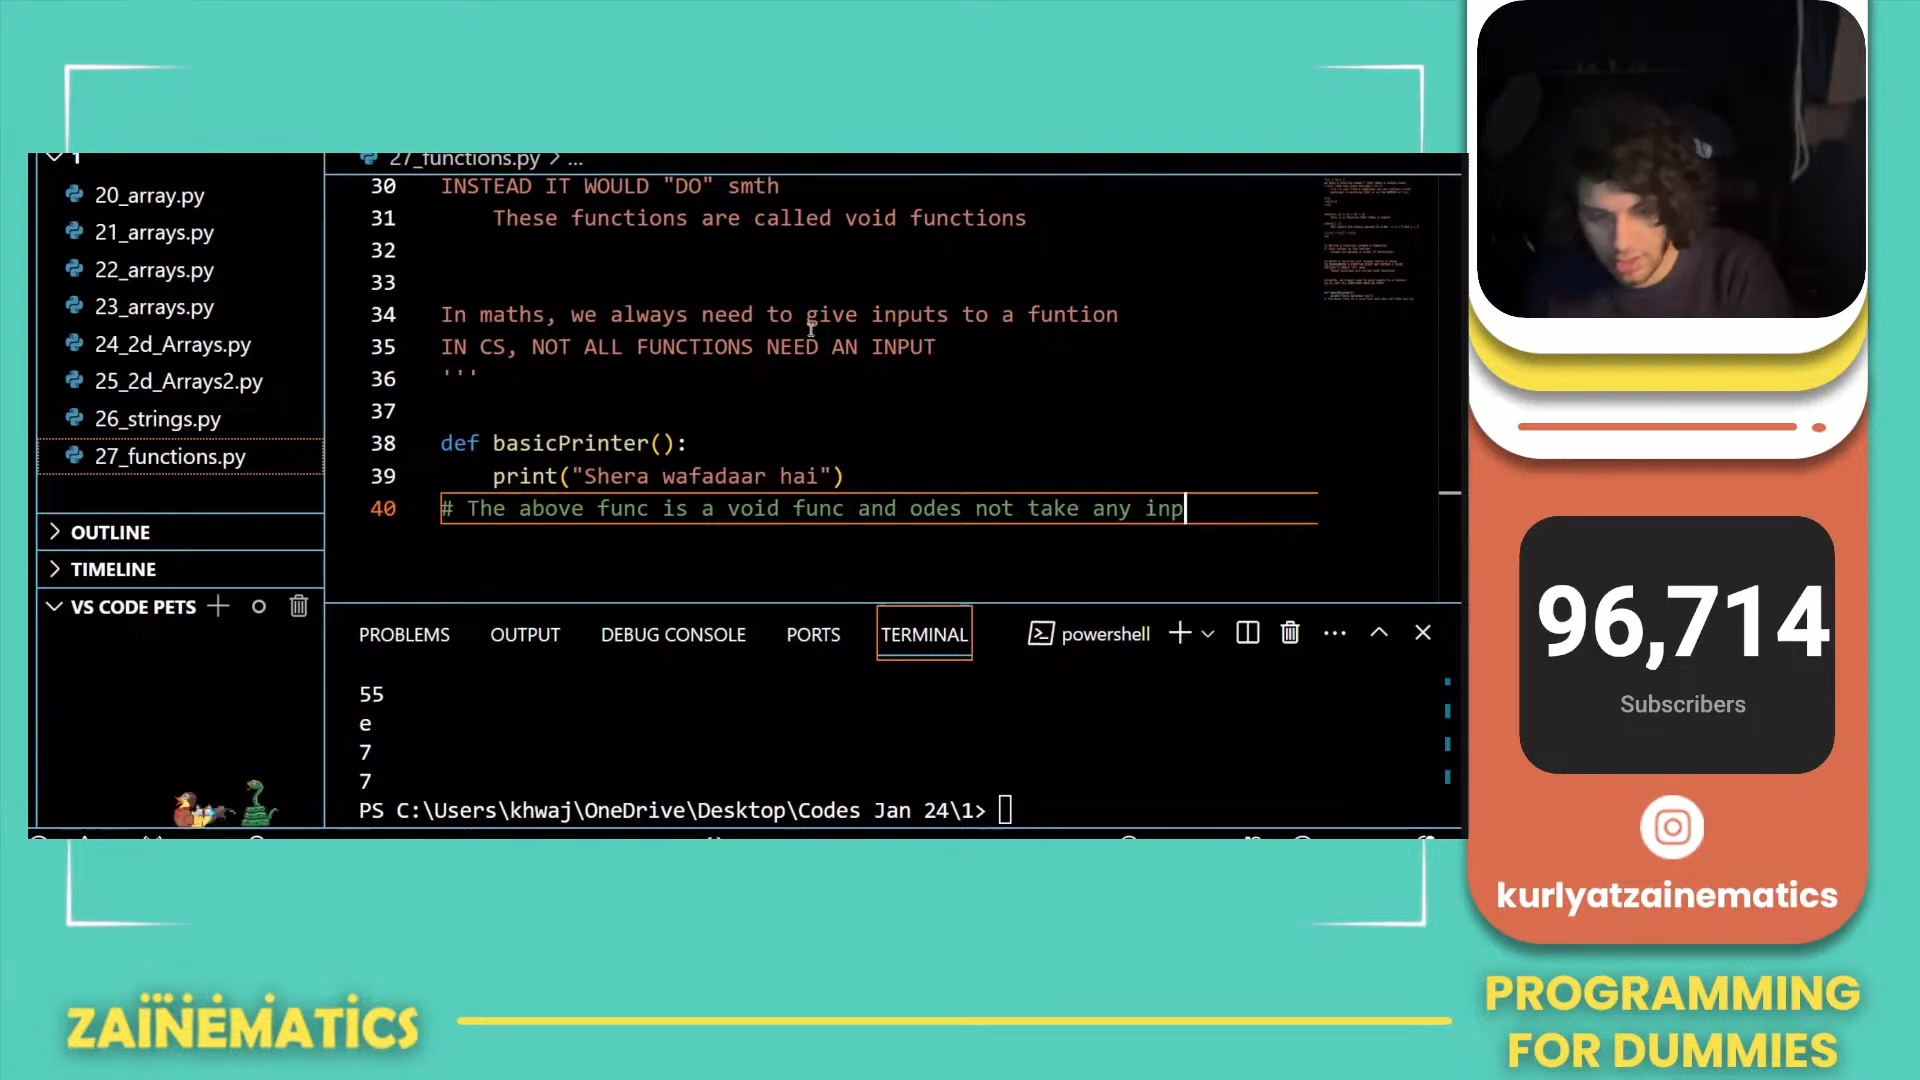 1
20_array.py
21_arrays.py
22_arrays.py
23_arrays.py
24_2d_Arrays.py
25_2d_Arrays2.py
26_strings.py
27_functions.py
OUTLINE
TIMELINE
VS CODE PETS
27_functions.py > ...
30 INSTEAD IT WOULD "DO" smth
31 These functions are called void functions
32
33
34 In maths, we always need to give inputs to a funtion
35 IN CS, NOT ALL FUNCTIONS NEED AN INPUT
36 '''
37
38 def basicPrinter():
39 print("Shera wafadaar hai")
40 # The above func is a void func and odes not take any inp
PROBLEMS OUTPUT DEBUG CONSOLE PORTS TERMINAL powershell
55
e
7
7
PS C:\Users\khwaj\OneDrive\Desktop\Codes Jan 24\1>
96,714
Subscribers
kurlyatzainematics
ZAINEMATICS
PROGRAMMING
FOR DUMMIES